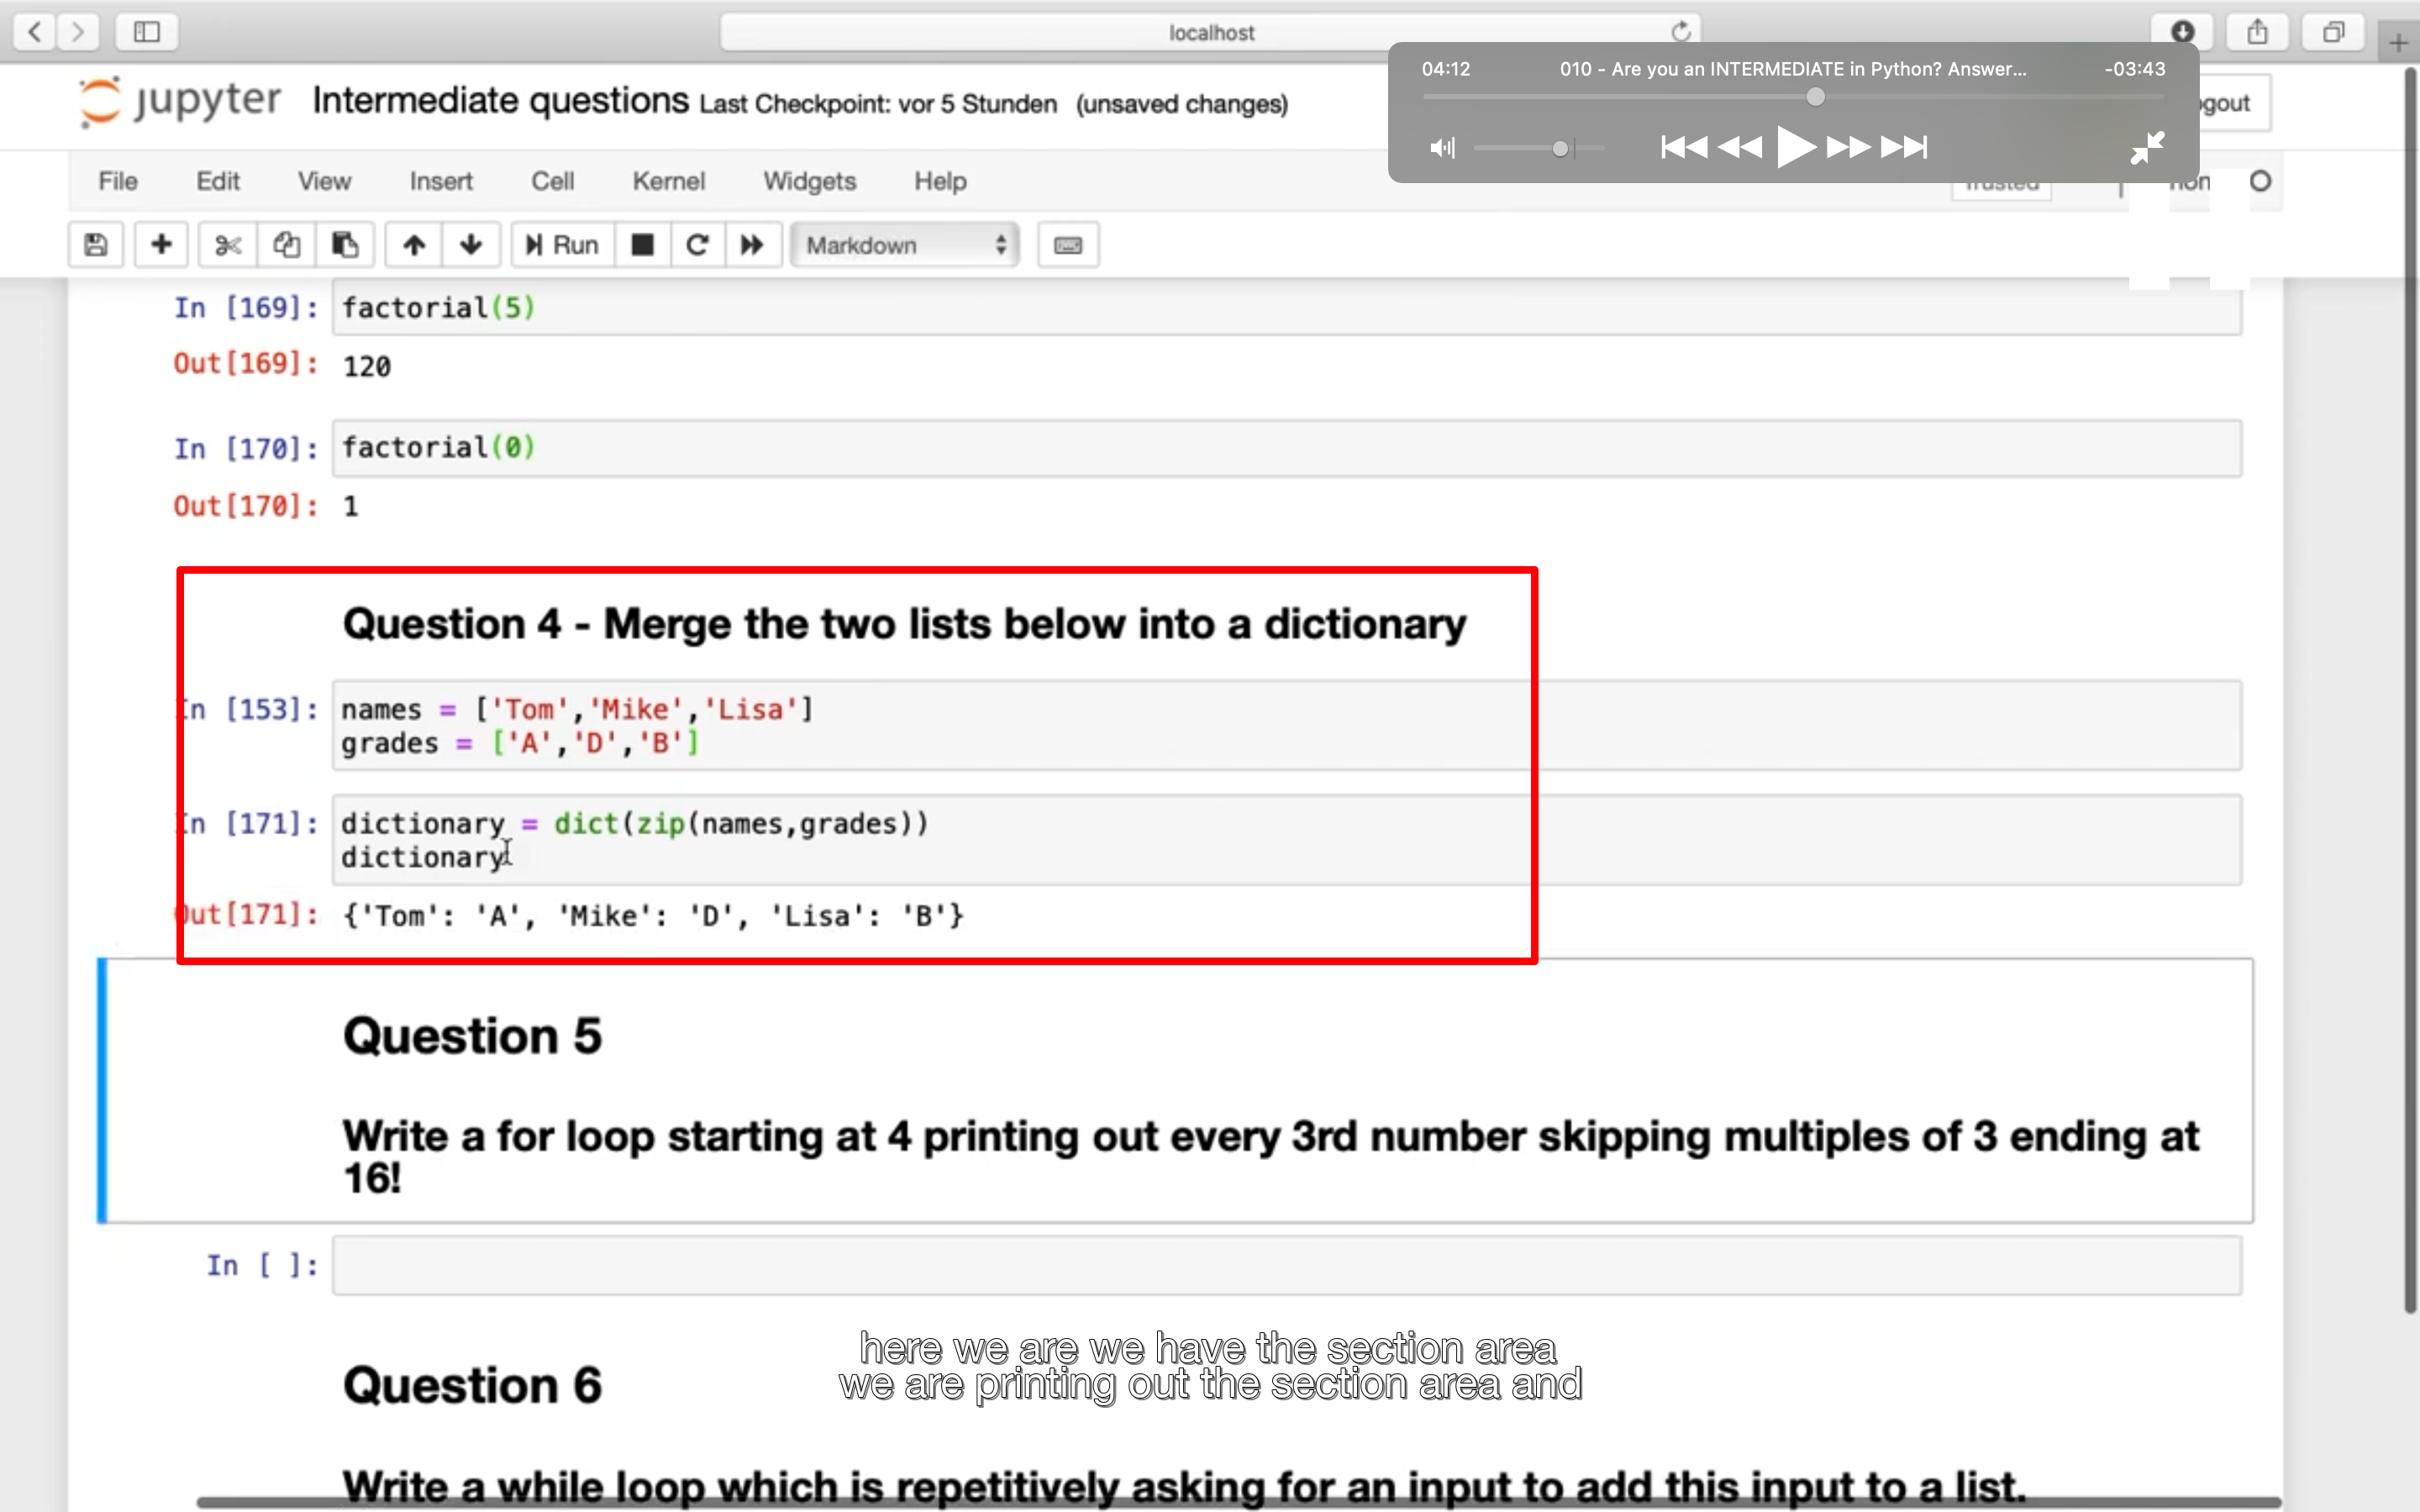 localhost
04:12 010 - Are you an INTERMEDIATE in Python? Answer... -03:43
jupyter Intermediate questions Last Checkpoint: vor 5 Stunden (unsaved changes)
File Edit View Insert Cell Kernel Widgets Help Trusted
Run Markdown
In [169]: factorial(5)
Out[169]: 120
In [170]: factorial(0)
Out[170]: 1
Question 4 - Merge the two lists below into a dictionary
In [153]: names = ['Tom','Mike','Lisa']
grades = ['A','D','B']
In [171]: dictionary = dict(zip(names,grades))
dictionary
Out[171]: {'Tom': 'A', 'Mike': 'D', 'Lisa': 'B'}
Question 5
Write a for loop starting at 4 printing out every 3rd number skipping multiples of 3 ending at
16!
In [ ]:
here we are we have the section area
we are printing out the section area and
Question 6
Write a while loop which is repetitively asking for an input to add this input to a list.